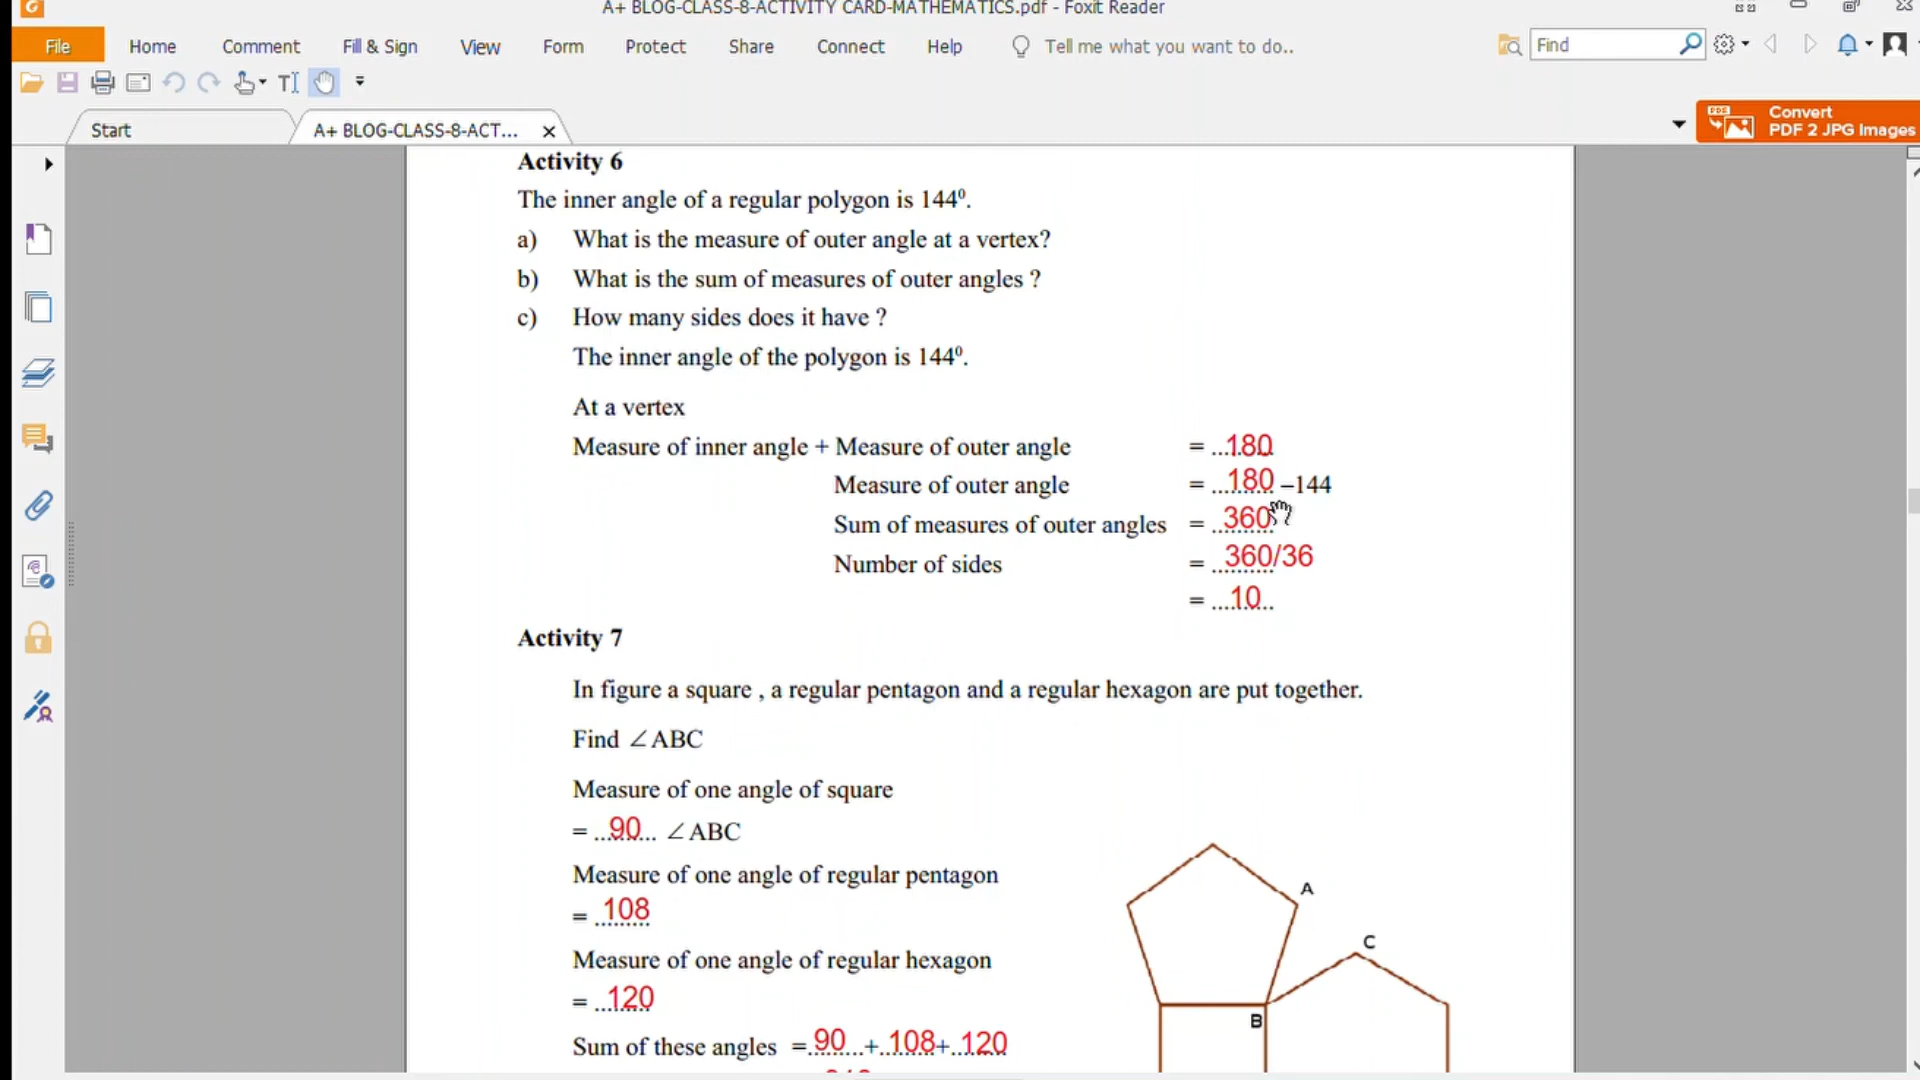 A+ BLOG-CLASS-8-ACTIVITY CARD-MATHEMATICS.pdf - Foxit Reader
File Home Comment Fill & Sign View Form Protect Share Connect Help Tell me what you want to do.. Find
Start A+ BLOG-CLASS-8-ACT... Convert
PDF 2 JPG Images
Activity 6
The inner angle of a regular polygon is 144⁰.
a) What is the measure of outer angle at a vertex?
b) What is the sum of measures of outer angles ?
c) How many sides does it have ?
The inner angle of the polygon is 144⁰.
At a vertex
Measure of inner angle + Measure of outer angle = ...180
Measure of outer angle = ...180 –144
Sum of measures of outer angles = ..360
Number of sides = ..360/36
= ...10..
Activity 7
In figure a square , a regular pentagon and a regular hexagon are put together.
Find ∠ABC
Measure of one angle of square
= ...90... ∠ABC
Measure of one angle of regular pentagon
= .108
Measure of one angle of regular hexagon
= ..120
Sum of these angles =.90...+.108+..120
A
C
B